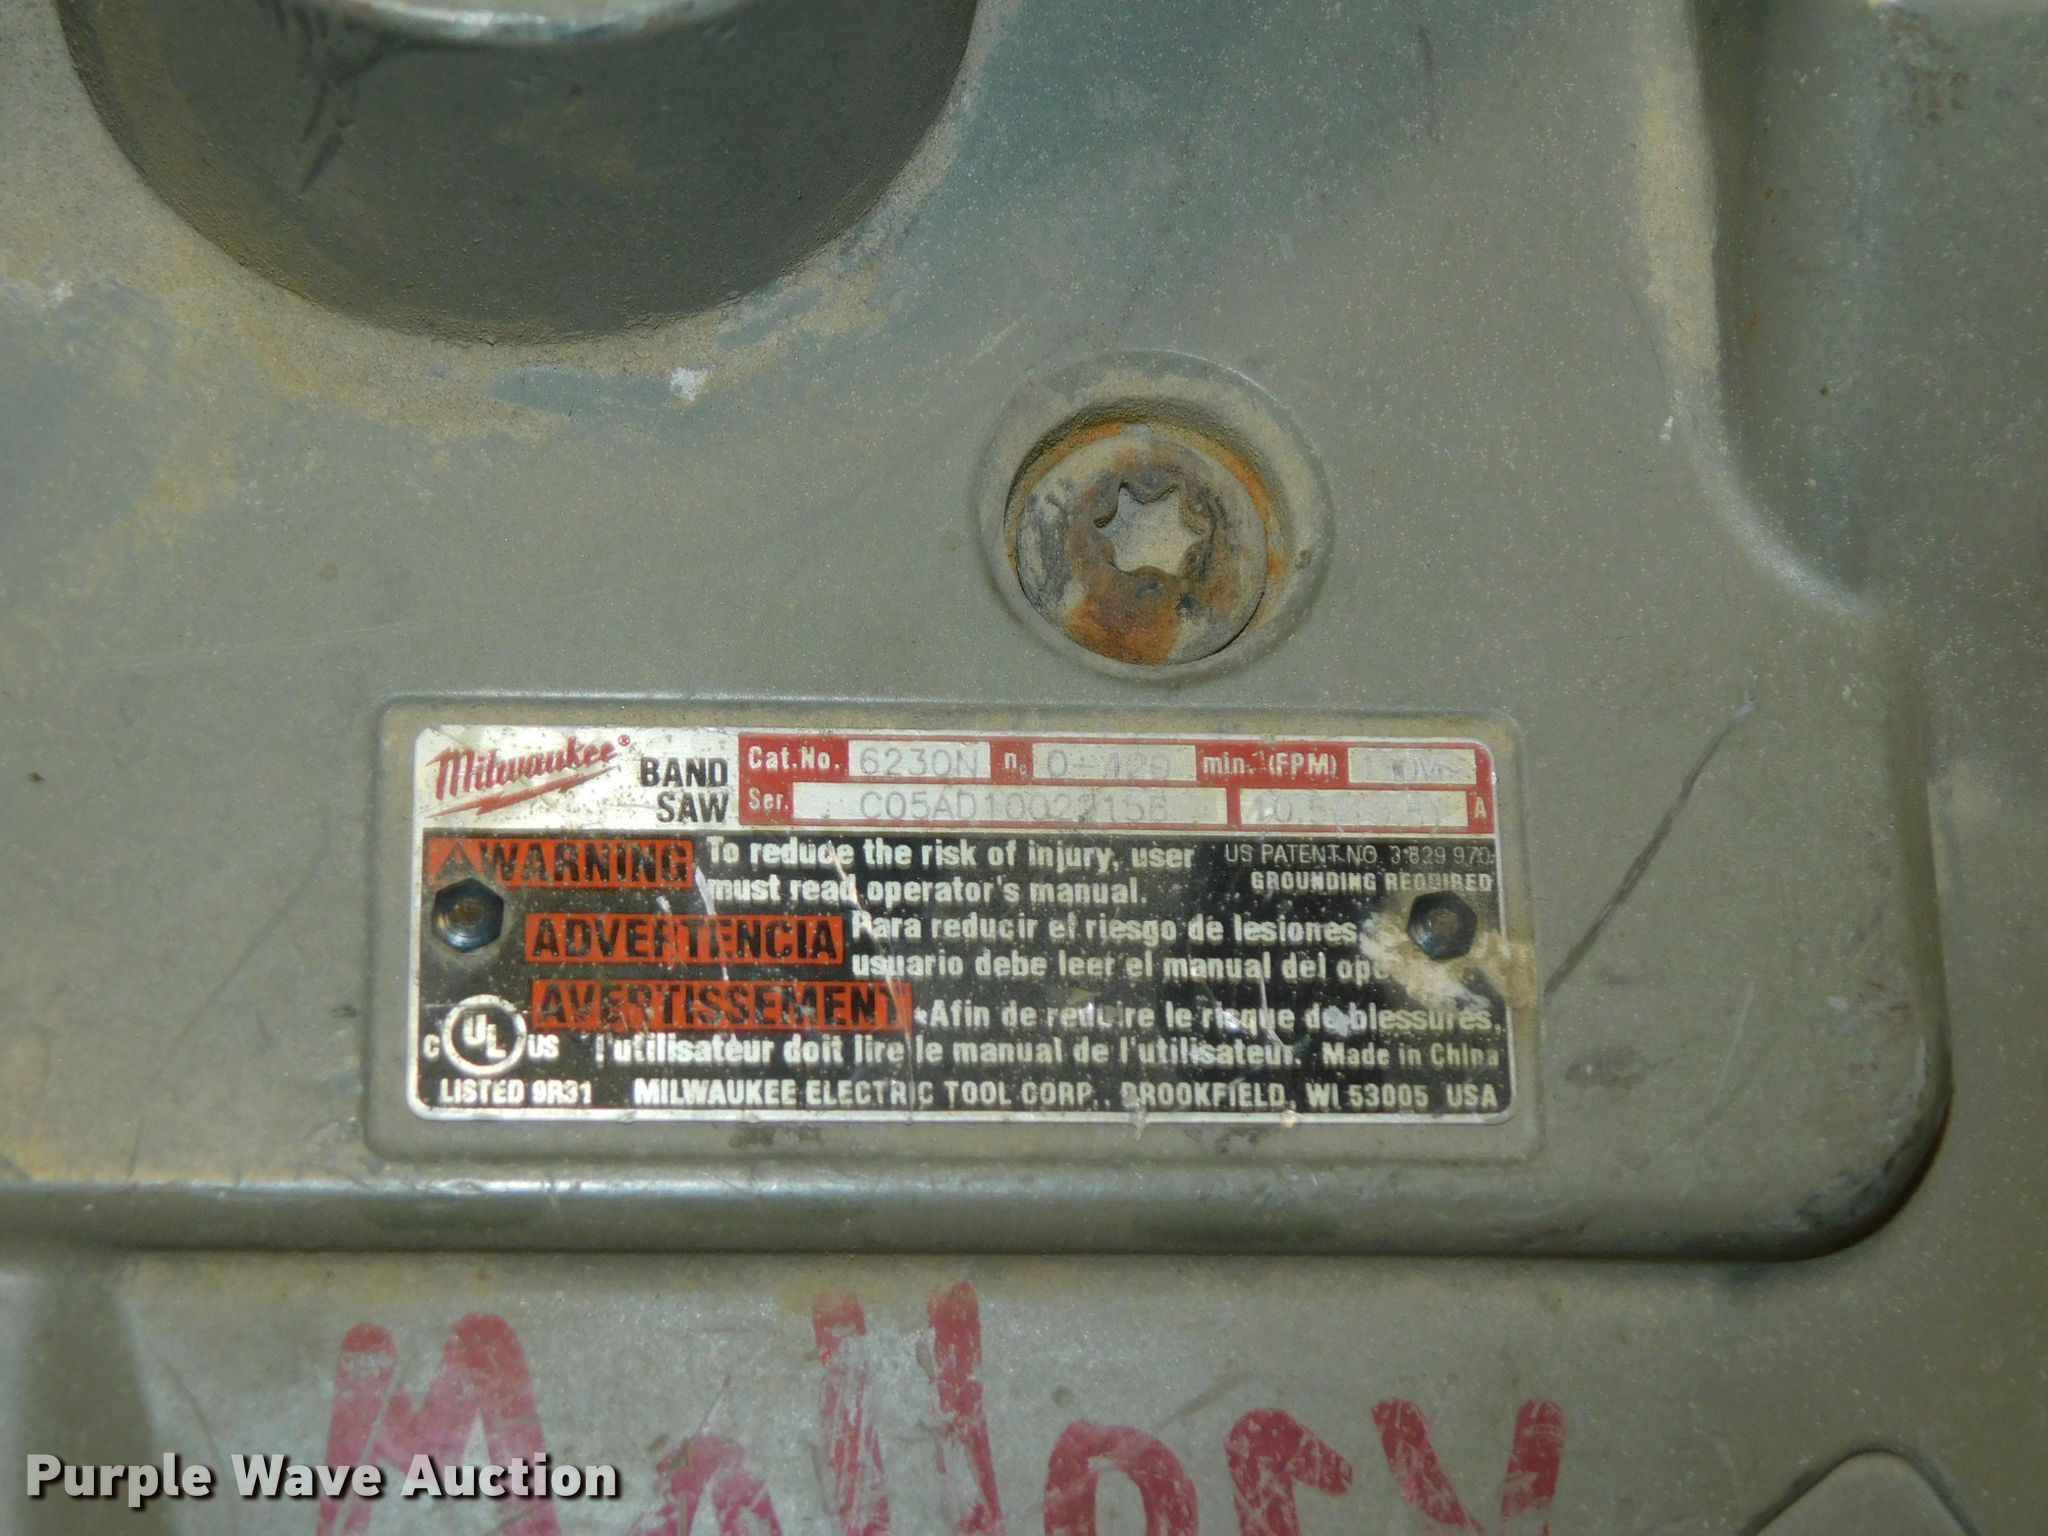 Milwaukee® BAND SAW
Cat.No. 6230N n₀ 0-420 min.⁻¹(FPM)
Ser. C05AD10022156 A
WARNING To reduce the risk of injury, user
must read operator's manual.
US PATENT NO. 3 829 970
GROUNDING REQUIRED
ADVERTENCIA Para reducir el riesgo de lesiones,
usuario debe leer el manual del
AVERTISSEMENT Afin de reduire le risque de blessures,
l'utilisateur doit lire le manual de l'utilisateur. Made in China
C UL US
LISTED 9R31 MILWAUKEE ELECTRIC TOOL CORP., BROOKFIELD, WI 53005 USA
Mallory
Purple Wave Auction